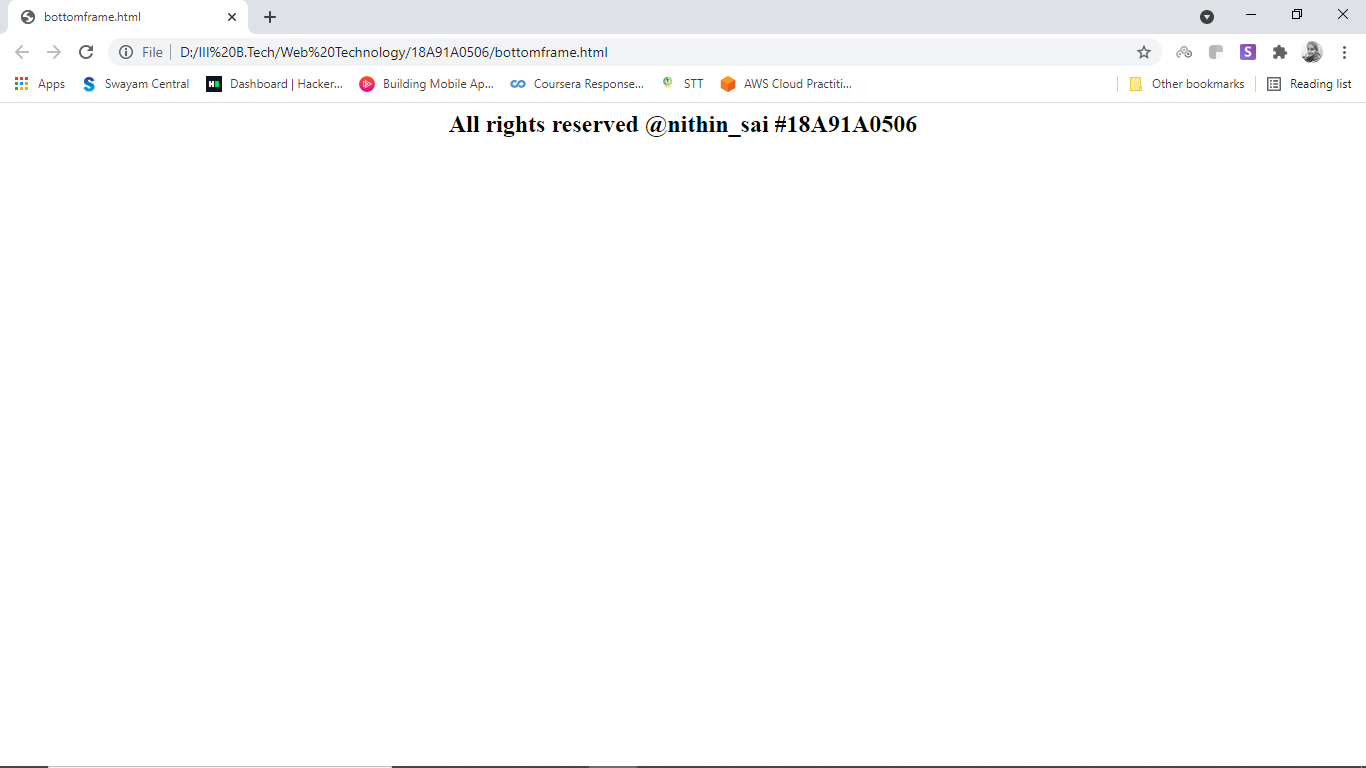 bottomframe.html
File D:/III%20B.Tech/Web%20Technology/18A91A0506/bottomframe.html S
Apps Swayam Central Dashboard | Hacker... Building Mobile Ap... Coursera Response... STT AWS Cloud Practiti... Other bookmarks Reading list
All rights reserved @nithin_sai #18A91A0506